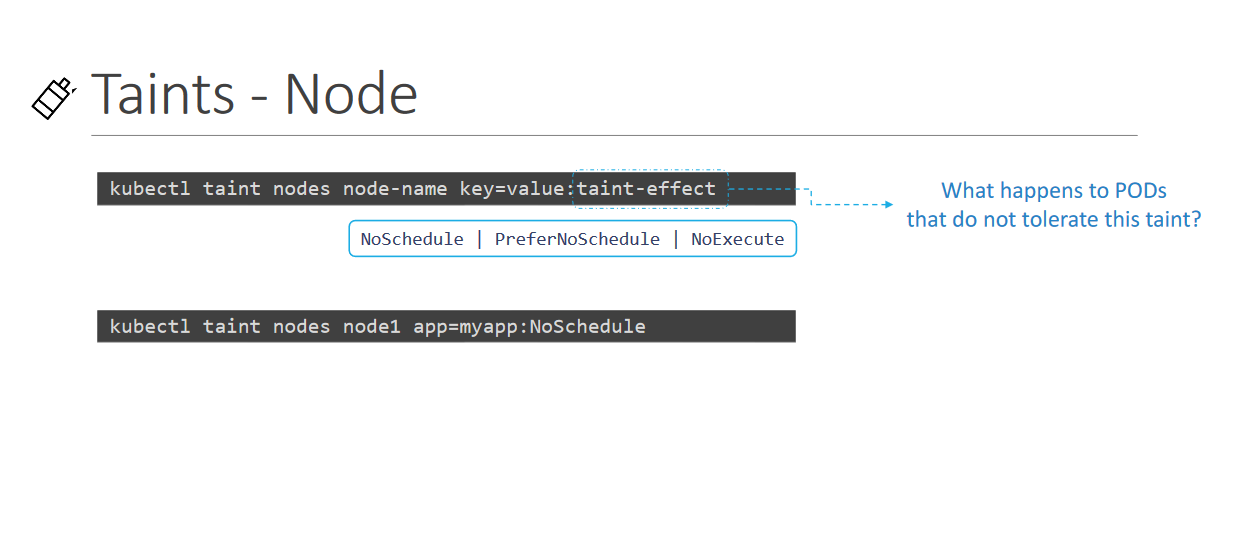 Taints - Node
kubectl taint nodes node-name key=value:taint-effect
What happens to PODs
that do not tolerate this taint?
NoSchedule | PreferNoSchedule | NoExecute
kubectl taint nodes node1 app=myapp:NoSchedule